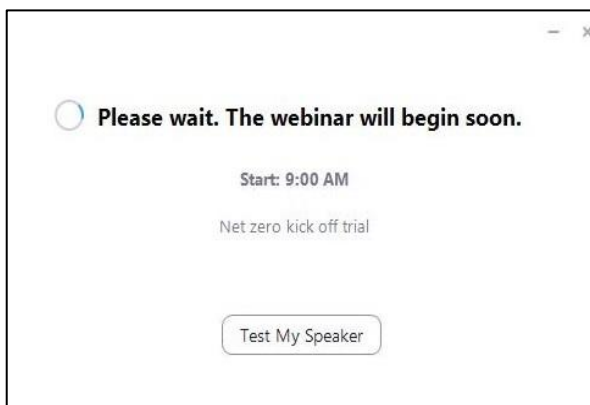 Please wait. The webinar will begin soon.
Start: 9:00 AM
Net zero kick off trial
Test My Speaker